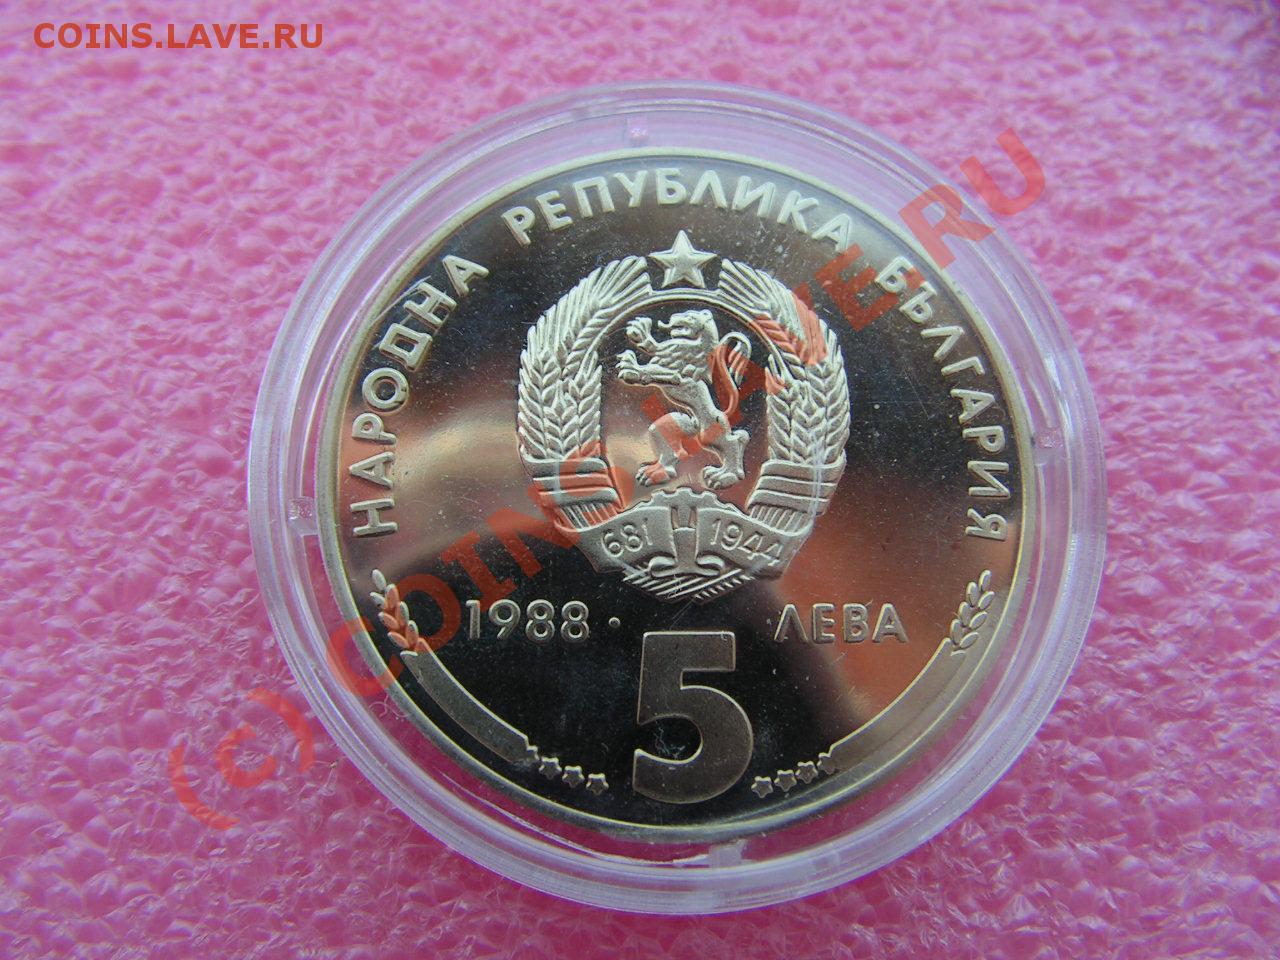 COINS.LAVE.RU
НАРОДНА РЕПУБЛИКА БЪЛГАРИЯ
681 1944
1988 · ЛЕВА
5
(c) COINS.LAVE.RU